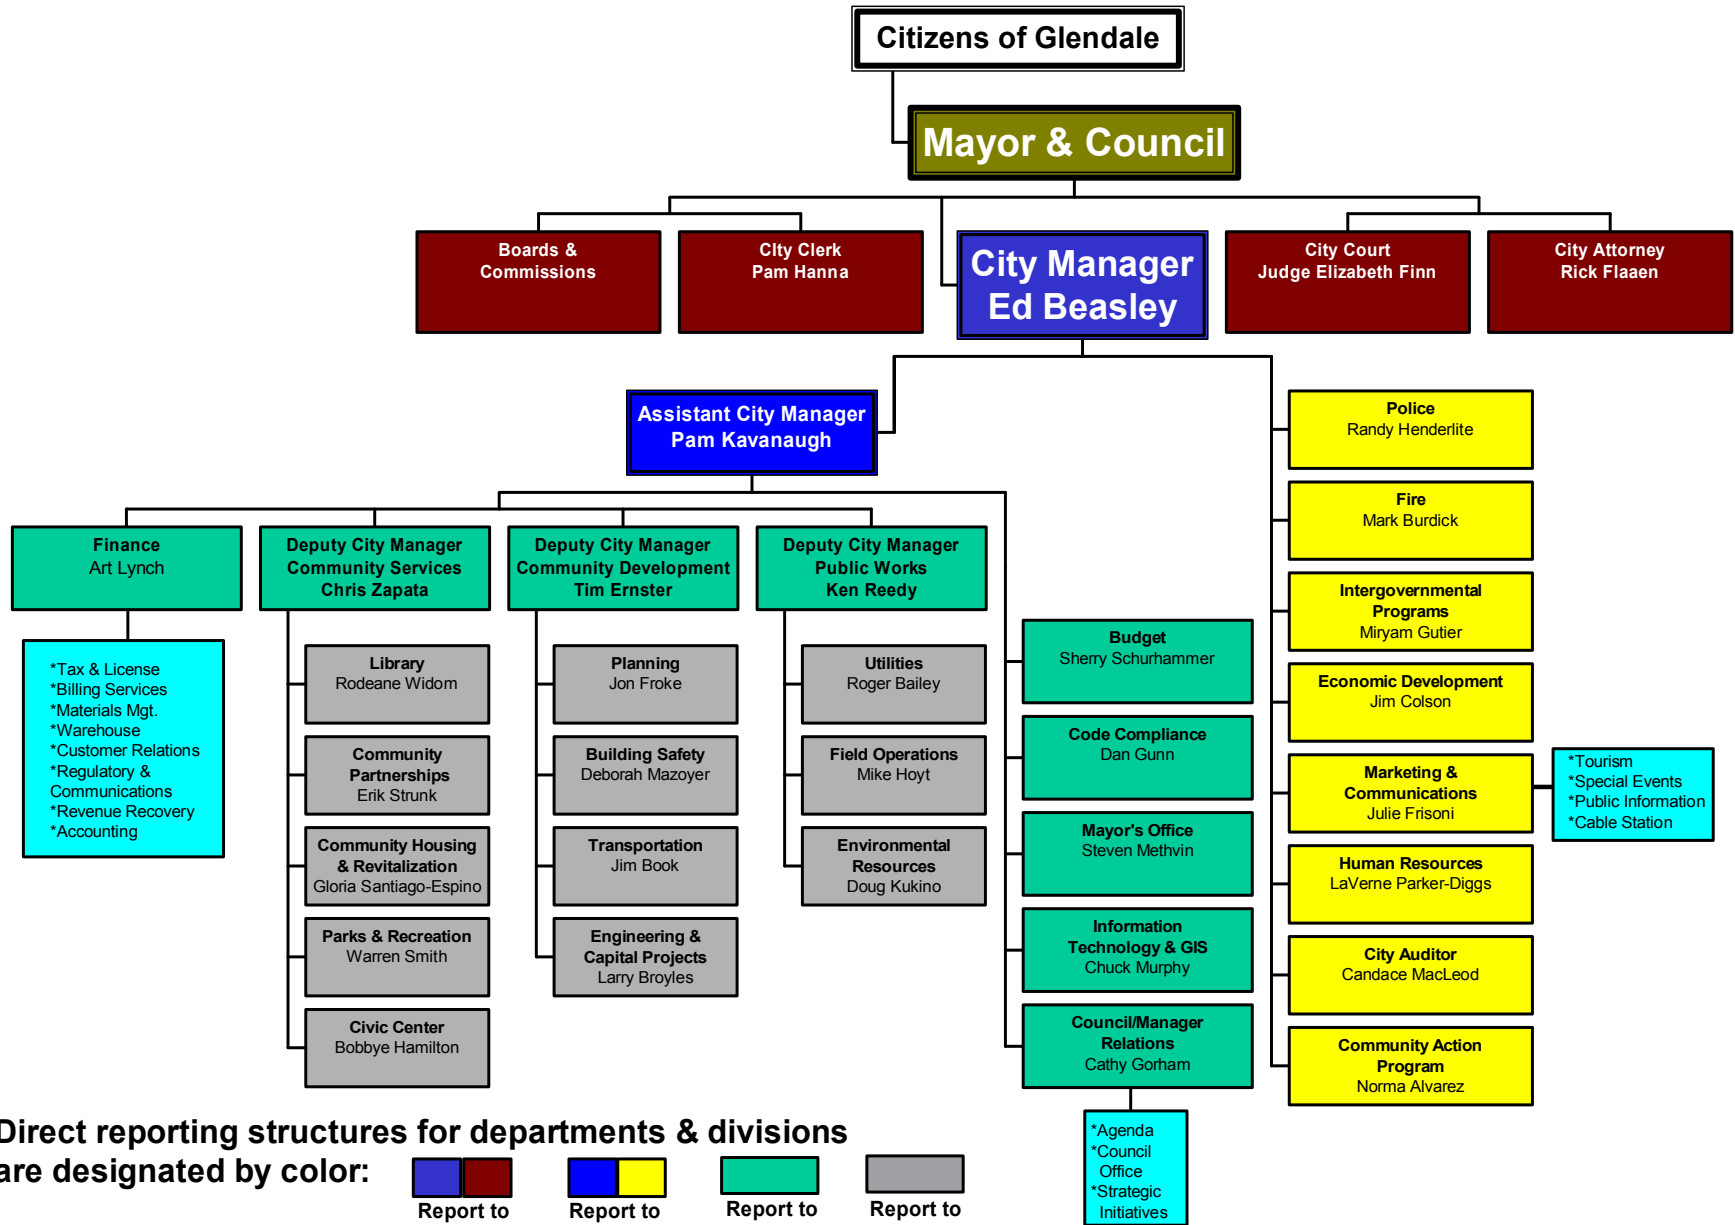 Citizens of Glendale
Mayor & Council
Boards &
Commissions
CIty Clerk
Pam Hanna
City Manager
Ed Beasley
City Court
Judge Elizabeth Finn
City Attorney
Rick Flaaen
Assistant City Manager
Pam Kavanaugh
Finance
Art Lynch
*Tax & License
*Billing Services
*Materials Mgt.
*Warehouse
*Customer Relations
*Regulatory &
Communications
*Revenue Recovery
*Accounting
Deputy City Manager
Community Services
Chris Zapata
Library
Rodeane Widom
Community
Partnerships
Erik Strunk
Community Housing
& Revitalization
Gloria Santiago-Espino
Parks & Recreation
Warren Smith
Civic Center
Bobbye Hamilton
Deputy City Manager
Community Development
Tim Ernster
Planning
Jon Froke
Building Safety
Deborah Mazoyer
Transportation
Jim Book
Engineering &
Capital Projects
Larry Broyles
Deputy City Manager
Public Works
Ken Reedy
Utilities
Roger Bailey
Field Operations
Mike Hoyt
Environmental
Resources
Doug Kukino
Budget
Sherry Schurhammer
Code Compliance
Dan Gunn
Mayor's Office
Steven Methvin
Information
Technology & GIS
Chuck Murphy
Council/Manager
Relations
Cathy Gorham
*Agenda
*Council
Office
*Strategic
Initiatives
Police
Randy Henderlite
Fire
Mark Burdick
Intergovernmental
Programs
Miryam Gutier
Economic Development
Jim Colson
Marketing &
Communications
Julie Frisoni
*Tourism
*Special Events
*Public Information
*Cable Station
Human Resources
LaVerne Parker-Diggs
City Auditor
Candace MacLeod
Community Action
Program
Norma Alvarez
Direct reporting structures for departments & divisions
are designated by color:
Report to
Report to
Report to
Report to